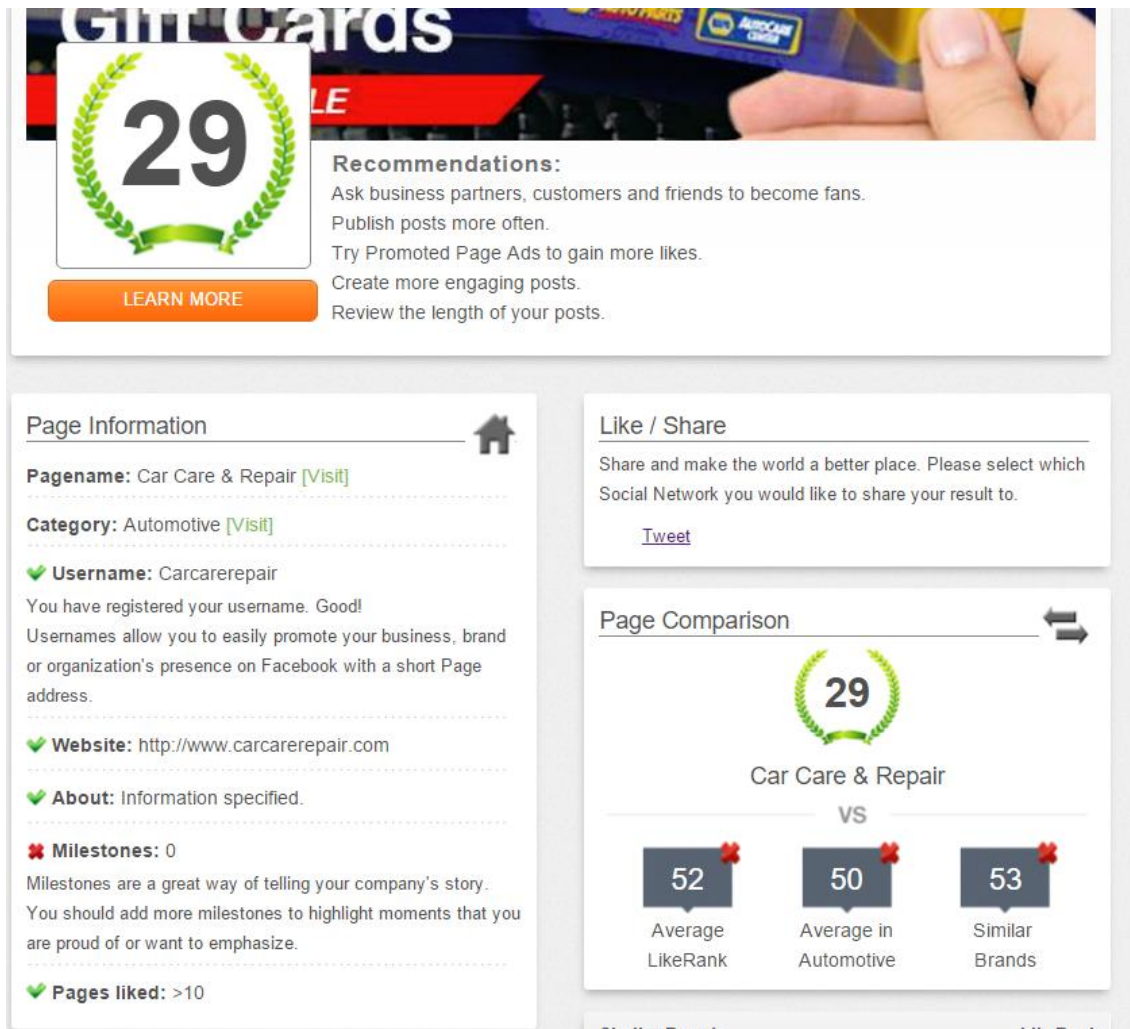 Gift Cards
AUTO PARTS
NAPA AUTOCARE
CENTER
LE
29
Recommendations:
Ask business partners, customers and friends to become fans.
Publish posts more often.
Try Promoted Page Ads to gain more likes.
Create more engaging posts.
Review the length of your posts.
LEARN MORE
Page Information
Pagename: Car Care & Repair [Visit]
Category: Automotive [Visit]
Username: Carcarerepair
You have registered your username. Good!
Usernames allow you to easily promote your business, brand
or organization's presence on Facebook with a short Page
address.
Website: http://www.carcarerepair.com
About: Information specified.
Milestones: 0
Milestones are a great way of telling your company's story.
You should add more milestones to highlight moments that you
are proud of or want to emphasize.
Pages liked: >10
Like / Share
Share and make the world a better place. Please select which
Social Network you would like to share your result to.
Tweet
Page Comparison
29
Car Care & Repair
VS
52
50
53
Average
LikeRank
Average in
Automotive
Similar
Brands